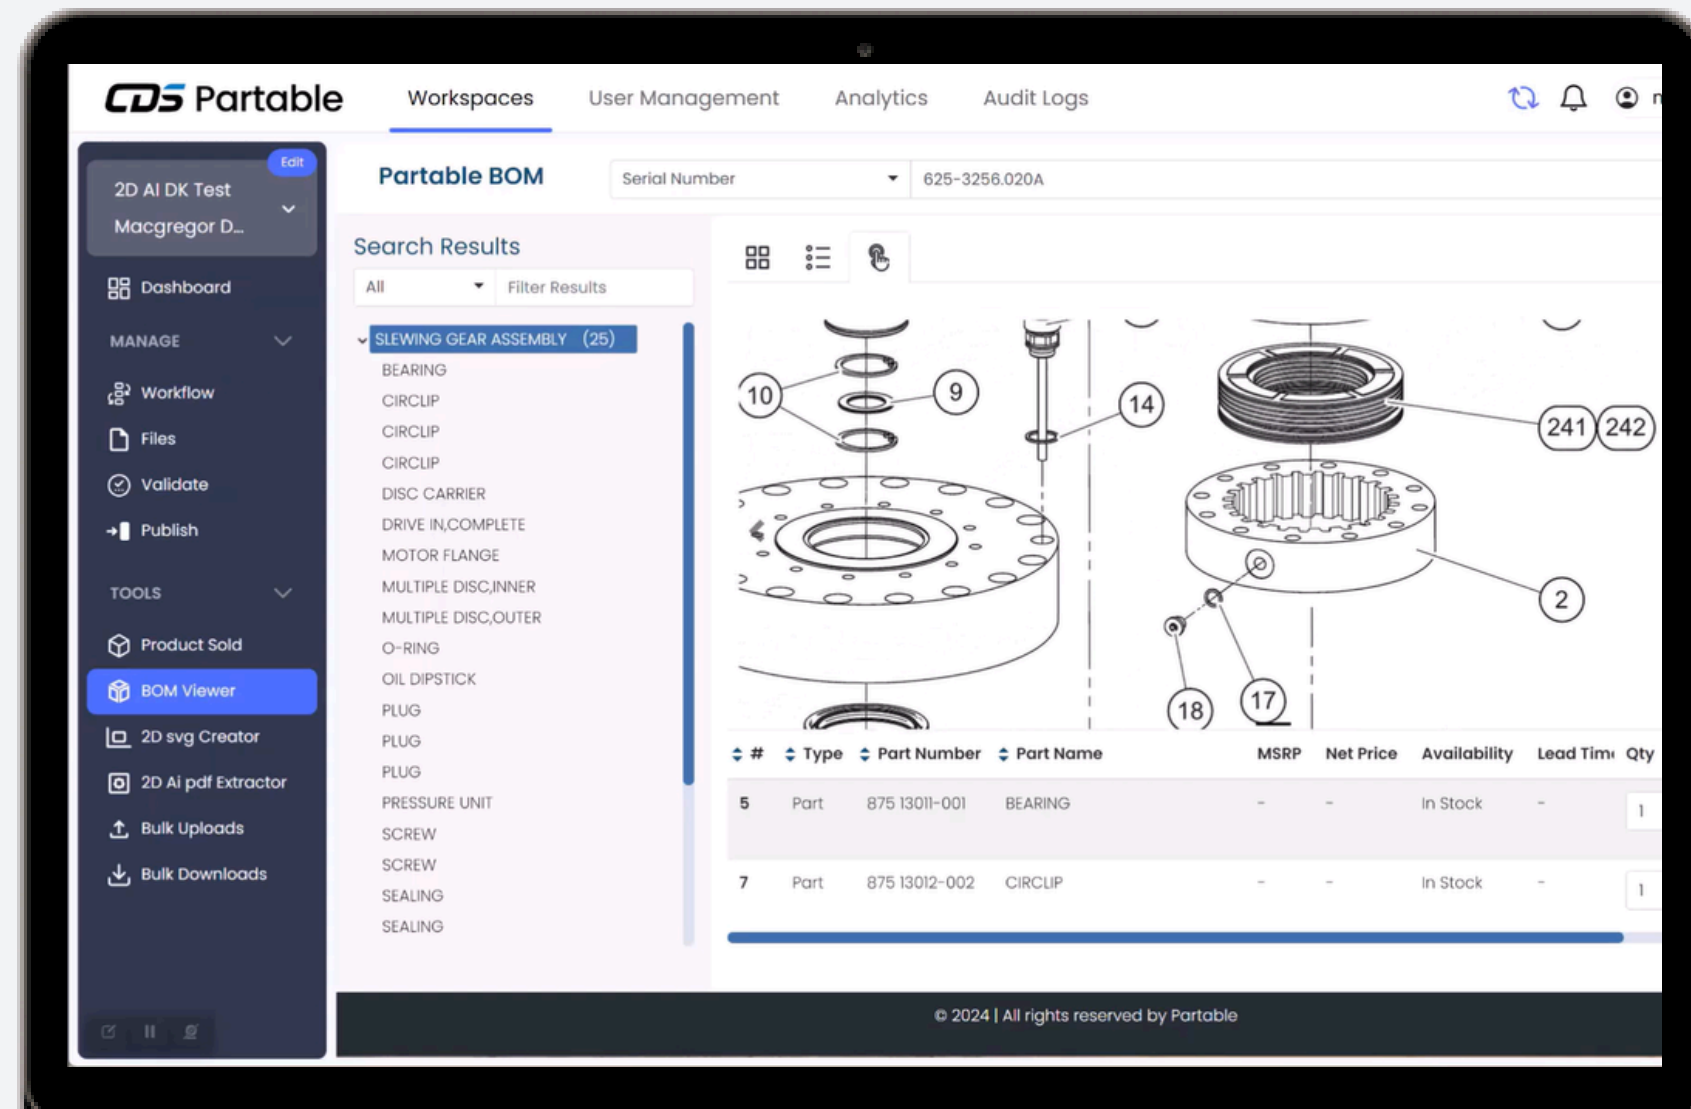 CDS Partable Workspaces User Management Analytics Audit Logs
Edit
2D AI DK Test
Macgregor D...
Dashboard
MANAGE
Workflow
Files
Validate
Publish
TOOLS
Product Sold
BOM Viewer
2D svg Creator
2D Ai pdf Extractor
Bulk Uploads
Bulk Downloads
Partable BOM Serial Number 625-3256.020A
Search Results
All Filter Results
SLEWING GEAR ASSEMBLY (25)
BEARING
CIRCLIP
CIRCLIP
CIRCLIP
DISC CARRIER
DRIVE IN,COMPLETE
MOTOR FLANGE
MULTIPLE DISC,INNER
MULTIPLE DISC,OUTER
O-RING
OIL DIPSTICK
PLUG
PLUG
PLUG
PRESSURE UNIT
SCREW
SCREW
SEALING
SEALING
10
9
14
241 242
2
17
18
# Type Part Number Part Name MSRP Net Price Availability Lead Tim Qty
5 Part 875 13011-001 BEARING - - In Stock - 1
7 Part 875 13012-002 CIRCLIP - - In Stock - 1
© 2024 | All rights reserved by Partable